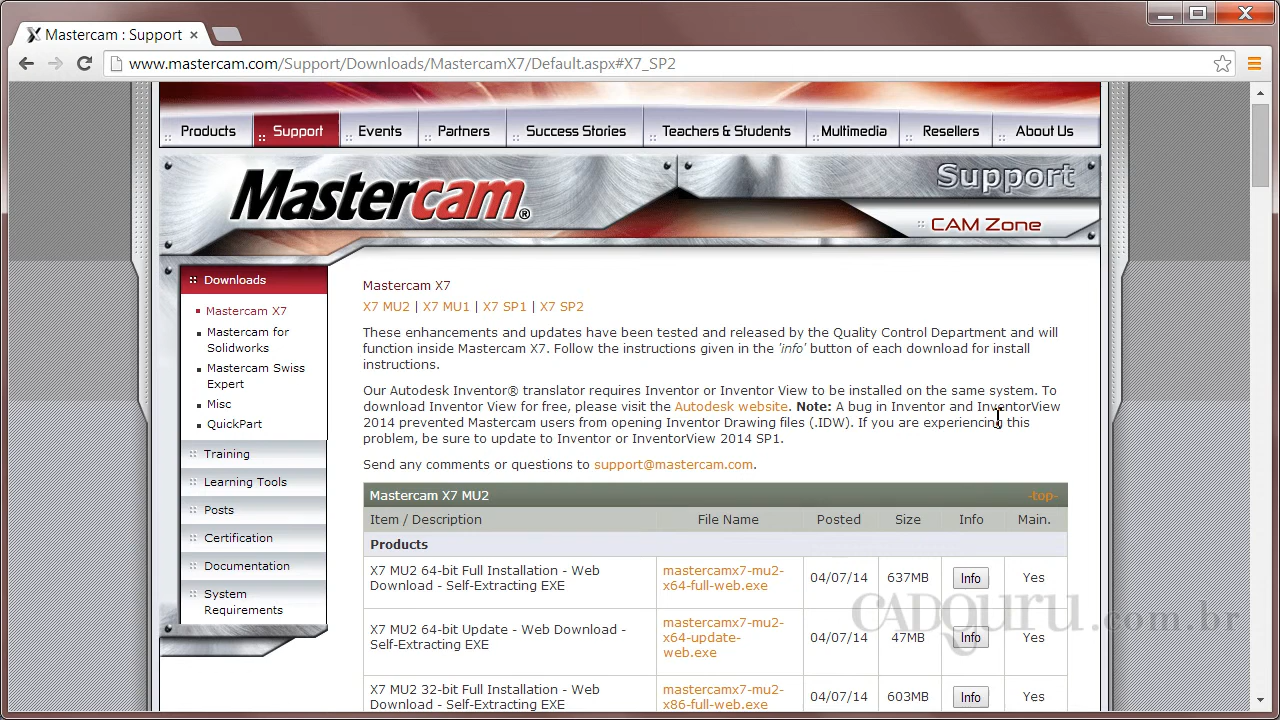 Mastercam : Support
www.mastercam.com/Support/Downloads/MastercamX7/Default.aspx#X7_SP2
Products
Support
Events
Partners
Success Stories
Teachers & Students
Multimedia
Resellers
About Us
Mastercam®
Support
CAM Zone
Downloads
Mastercam X7
Mastercam for
Solidworks
Mastercam Swiss
Expert
Misc
QuickPart
Training
Learning Tools
Posts
Certification
Documentation
System
Requirements
Mastercam X7
X7 MU2 | X7 MU1 | X7 SP1 | X7 SP2
These enhancements and updates have been tested and released by the Quality Control Department and will
function inside Mastercam X7. Follow the instructions given in the 'info' button of each download for install
instructions.
Our Autodesk Inventor® translator requires Inventor or Inventor View to be installed on the same system. To
download Inventor View for free, please visit the Autodesk website. Note: A bug in Inventor and InventorView
2014 prevented Mastercam users from opening Inventor Drawing files (.IDW). If you are experiencing this
problem, be sure to update to Inventor or InventorView 2014 SP1.
Send any comments or questions to support@mastercam.com.
Mastercam X7 MU2 -top-
Item / Description File Name Posted Size Info Main.
Products
X7 MU2 64-bit Full Installation - Web
Download - Self-Extracting EXE
mastercamx7-mu2-
x64-full-web.exe
04/07/14 637MB Info Yes
X7 MU2 64-bit Update - Web Download -
Self-Extracting EXE
mastercamx7-mu2-
x64-update-
web.exe
04/07/14 47MB Info Yes
X7 MU2 32-bit Full Installation - Web
Download - Self-Extracting EXE
mastercamx7-mu2-
x86-full-web.exe
04/07/14 603MB Info Yes
CADGURU.com.br